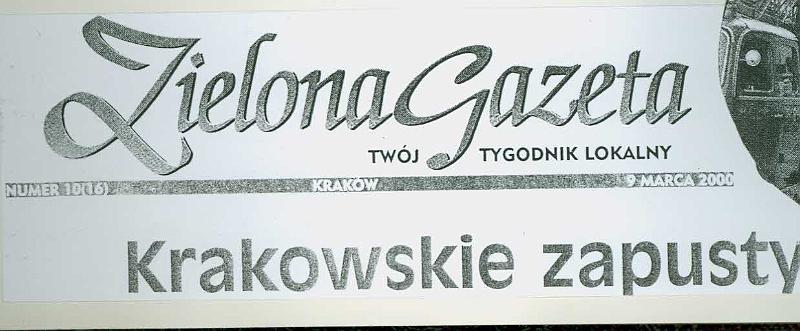 Zielona Gazeta
TWÓJ TYGODNIK LOKALNY
NUMER 10(16) KRAKÓW 9 MARCA 2000
Krakowskie zapusty